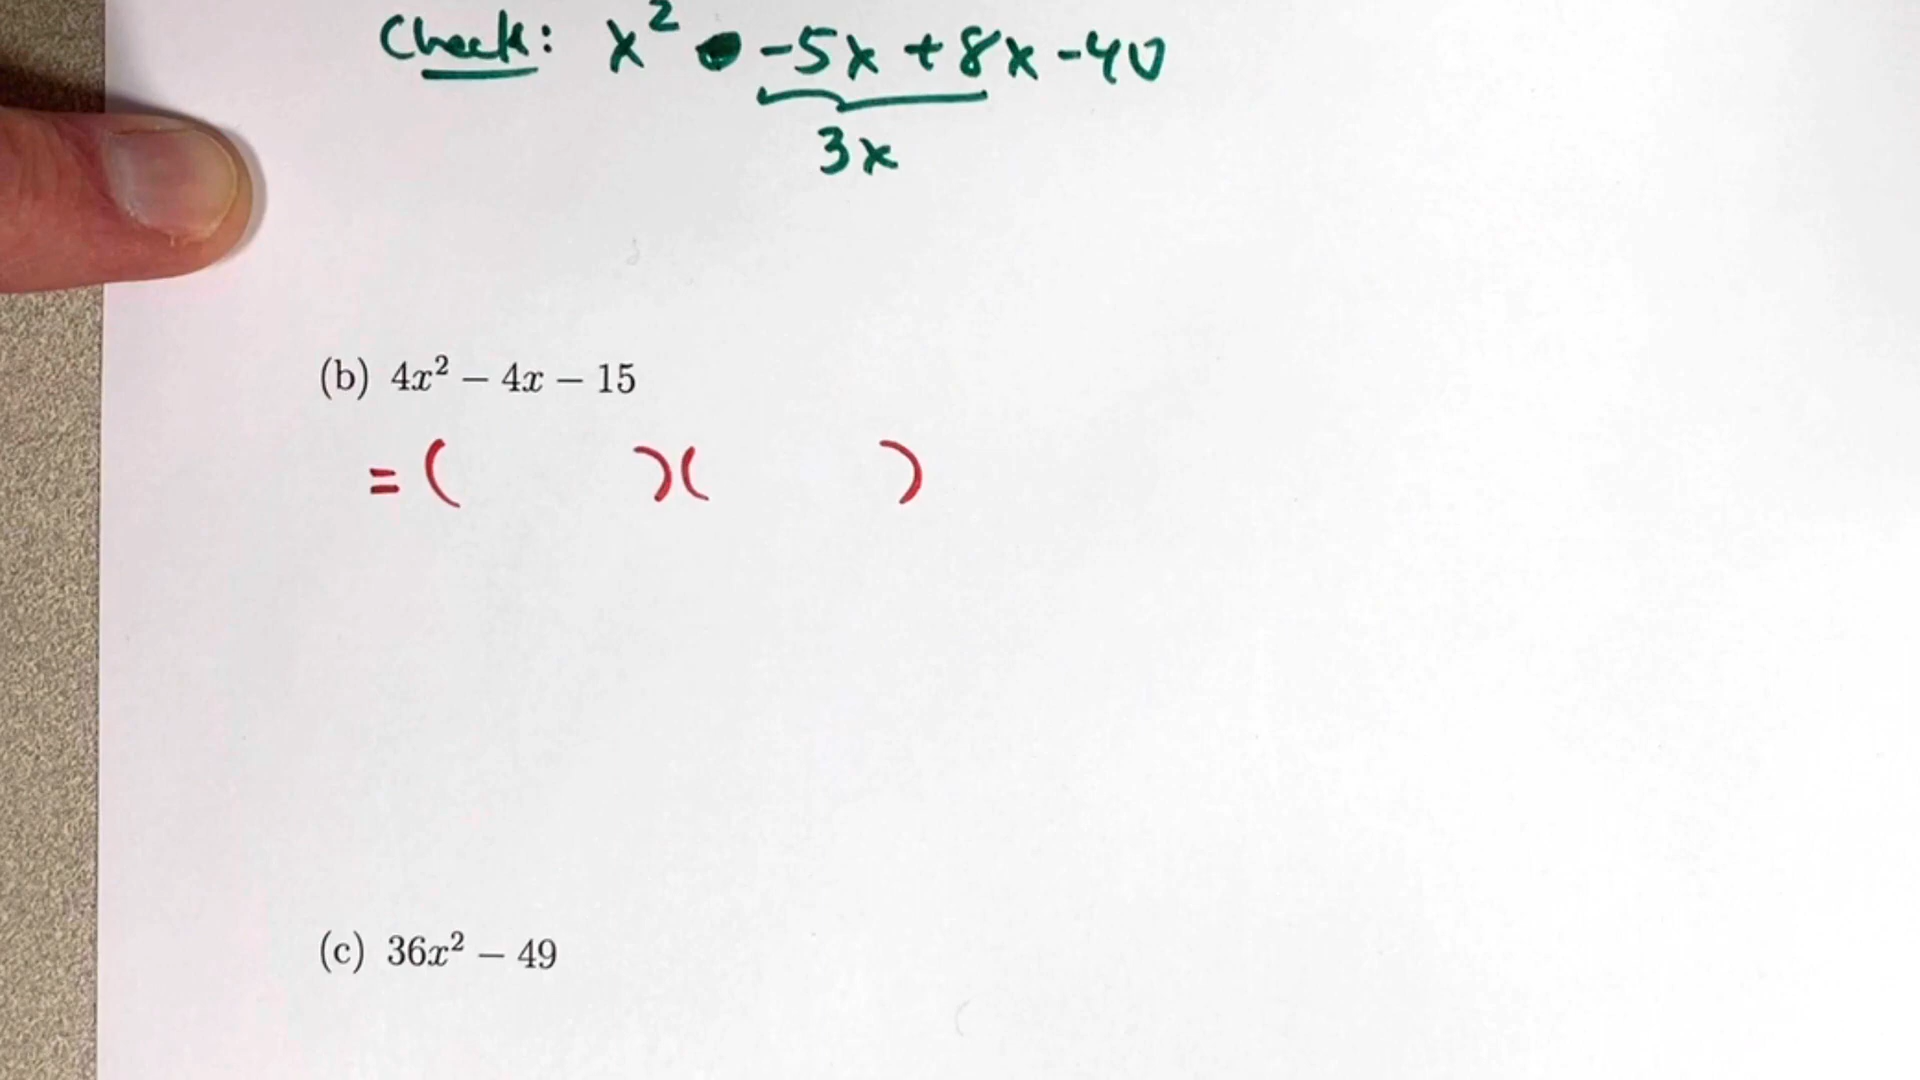 Check: x² -5x + 8x - 40
3x
(b) 4x² − 4x − 15
= ( )( )
(c) 36x² − 49